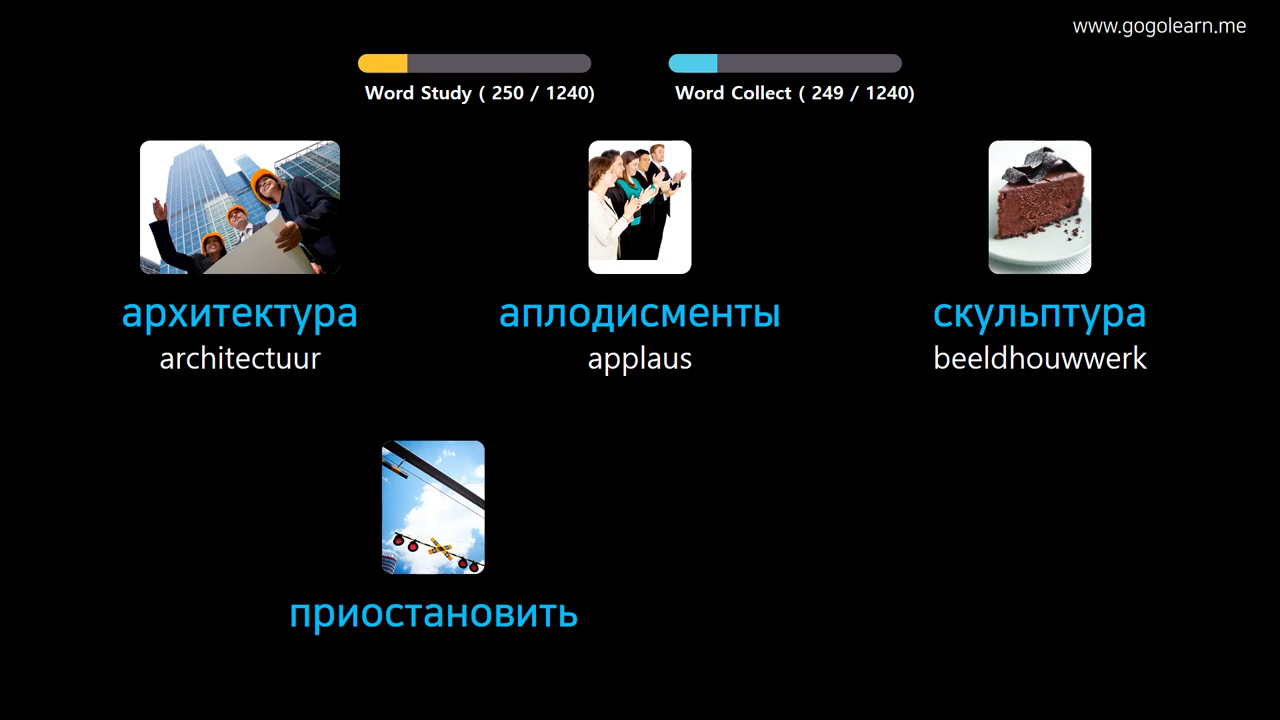 www.gogolearn.me
Word Study ( 250 / 1240)
Word Collect ( 249 / 1240)
архитектура
architectuur
аплодисменты
applaus
скульптура
beeldhouwwerk
приостановить